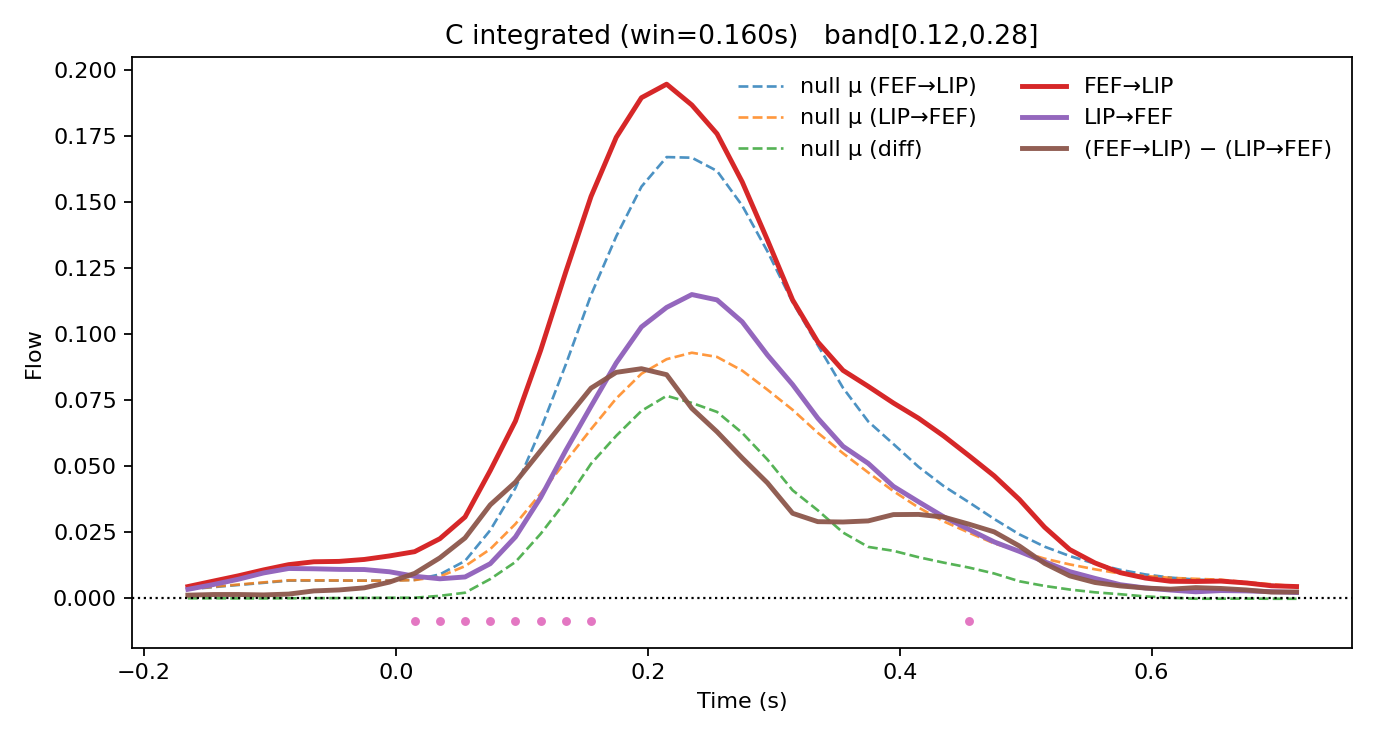 C integrated (win=0.160s)   band[0.12,0.28]
null μ (FEF→LIP)
null μ (LIP→FEF)
null μ (diff)
FEF→LIP
LIP→FEF
(FEF→LIP) − (LIP→FEF)
Flow
0.200
0.175
0.150
0.125
0.100
0.075
0.050
0.025
0.000
−0.2
0.0
0.2
0.4
0.6
Time (s)